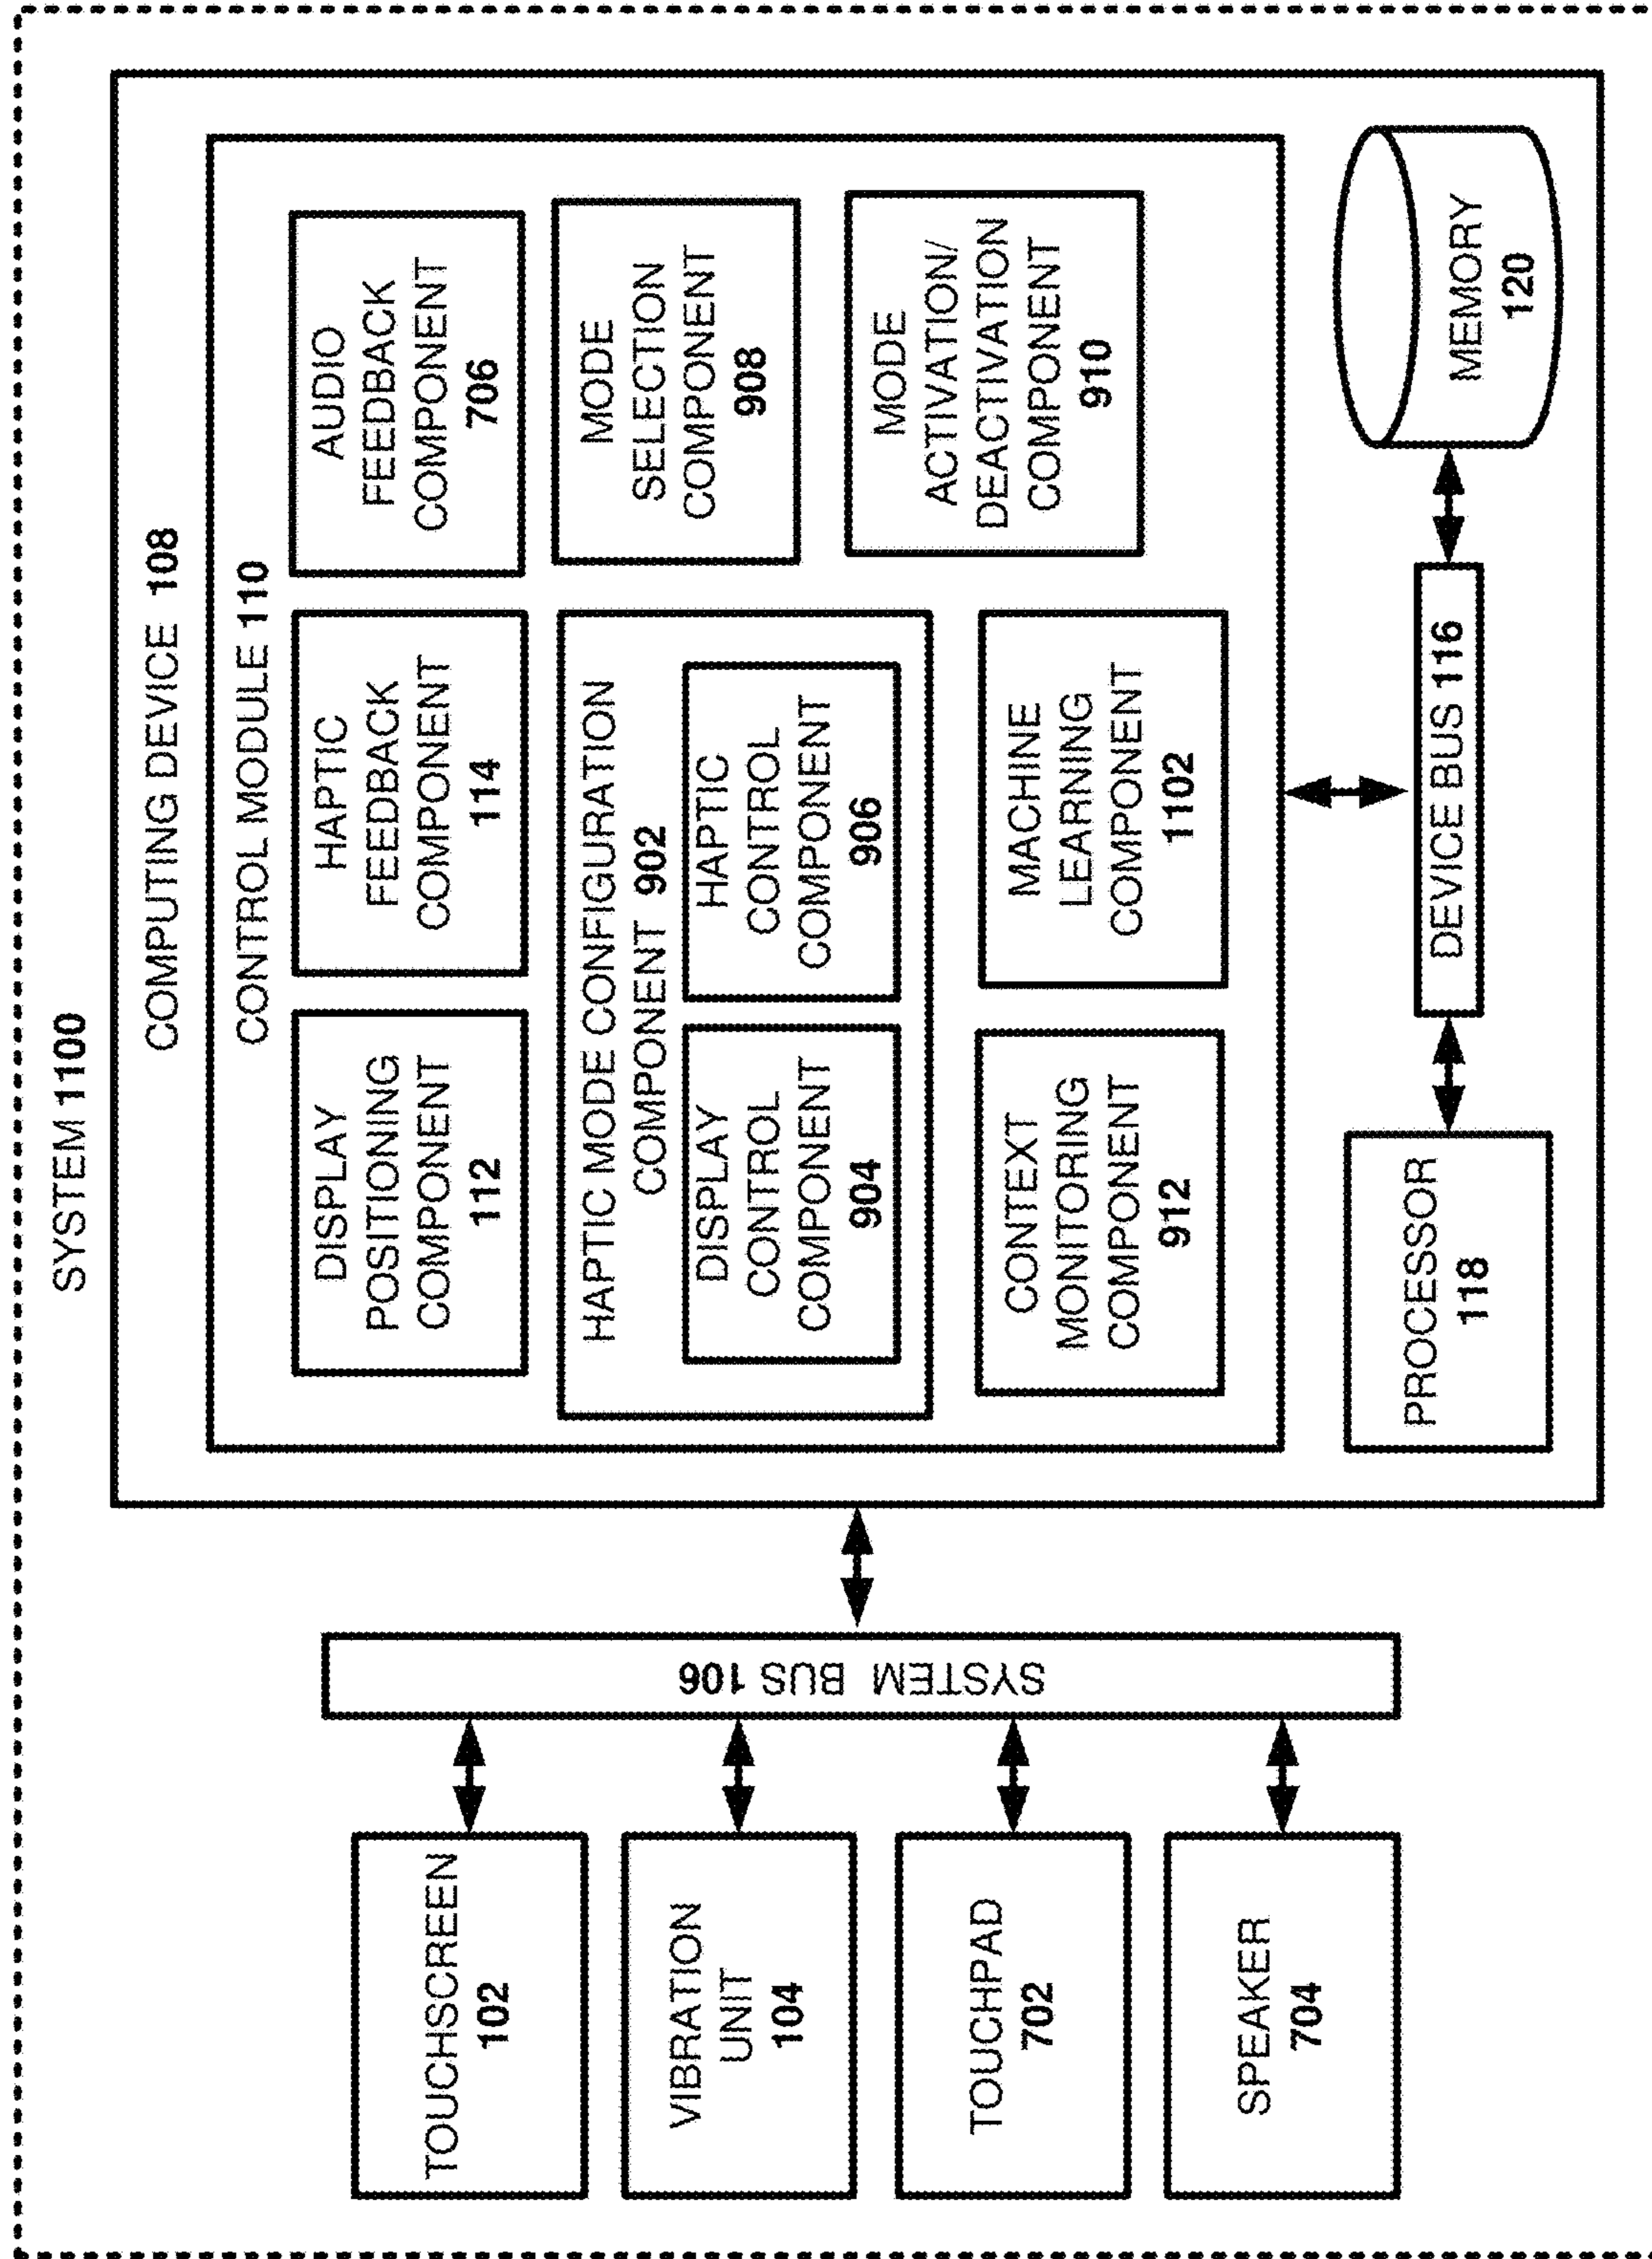 SYSTEM 1100
COMPUTING DEVICE 108
CONTROL MODULE 110
DISPLAY
POSITIONING
COMPONENT
112
HAPTIC
FEEDBACK
COMPONENT
114
AUDIO
FEEDBACK
COMPONENT
706
HAPTIC MODE CONFIGURATION
COMPONENT 902
DISPLAY
CONTROL
COMPONENT
904
HAPTIC
CONTROL
COMPONENT
906
MODE
SELECTION
COMPONENT
908
CONTEXT
MONITORING
COMPONENT
912
MACHINE
LEARNING
COMPONENT
1102
MODE
ACTIVATION/
DEACTIVATION
COMPONENT
910
PROCESSOR
118
DEVICE BUS 116
MEMORY
120
SYSTEM BUS 106
TOUCHSCREEN
102
VIBRATION
UNIT
104
TOUCHPAD
702
SPEAKER
704